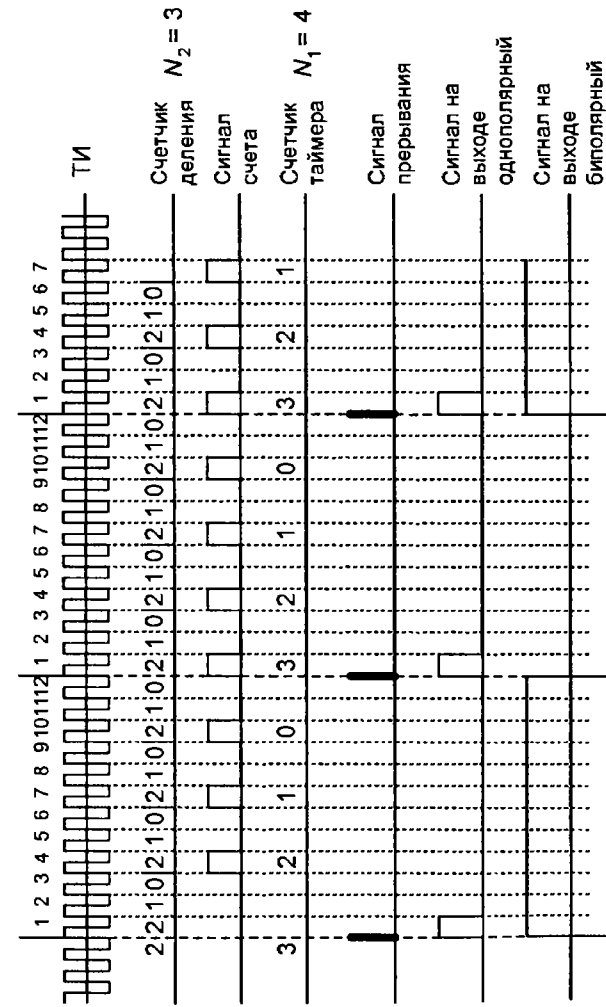 1 2 3 4 5 6 7 8 9 10 11 12 1 2 3 4 5 6 7 8 9 10 11 12 1 2 3 4 5 6 7
ТИ
2 2 1 0 2 1 0 2 1 0 2 1 0 2 1 0 2 1 0 2 1 0 2 1 0 2 1 0 2 1 0
Счетчик
деления
N₂ = 3
Сигнал
счета
3 2 1 0 3 2 1 0 3 2 1
Счетчик
таймера
N₁ = 4
Сигнал
прерывания
Сигнал на
выходе
однополярный
Сигнал на
выходе
биполярный